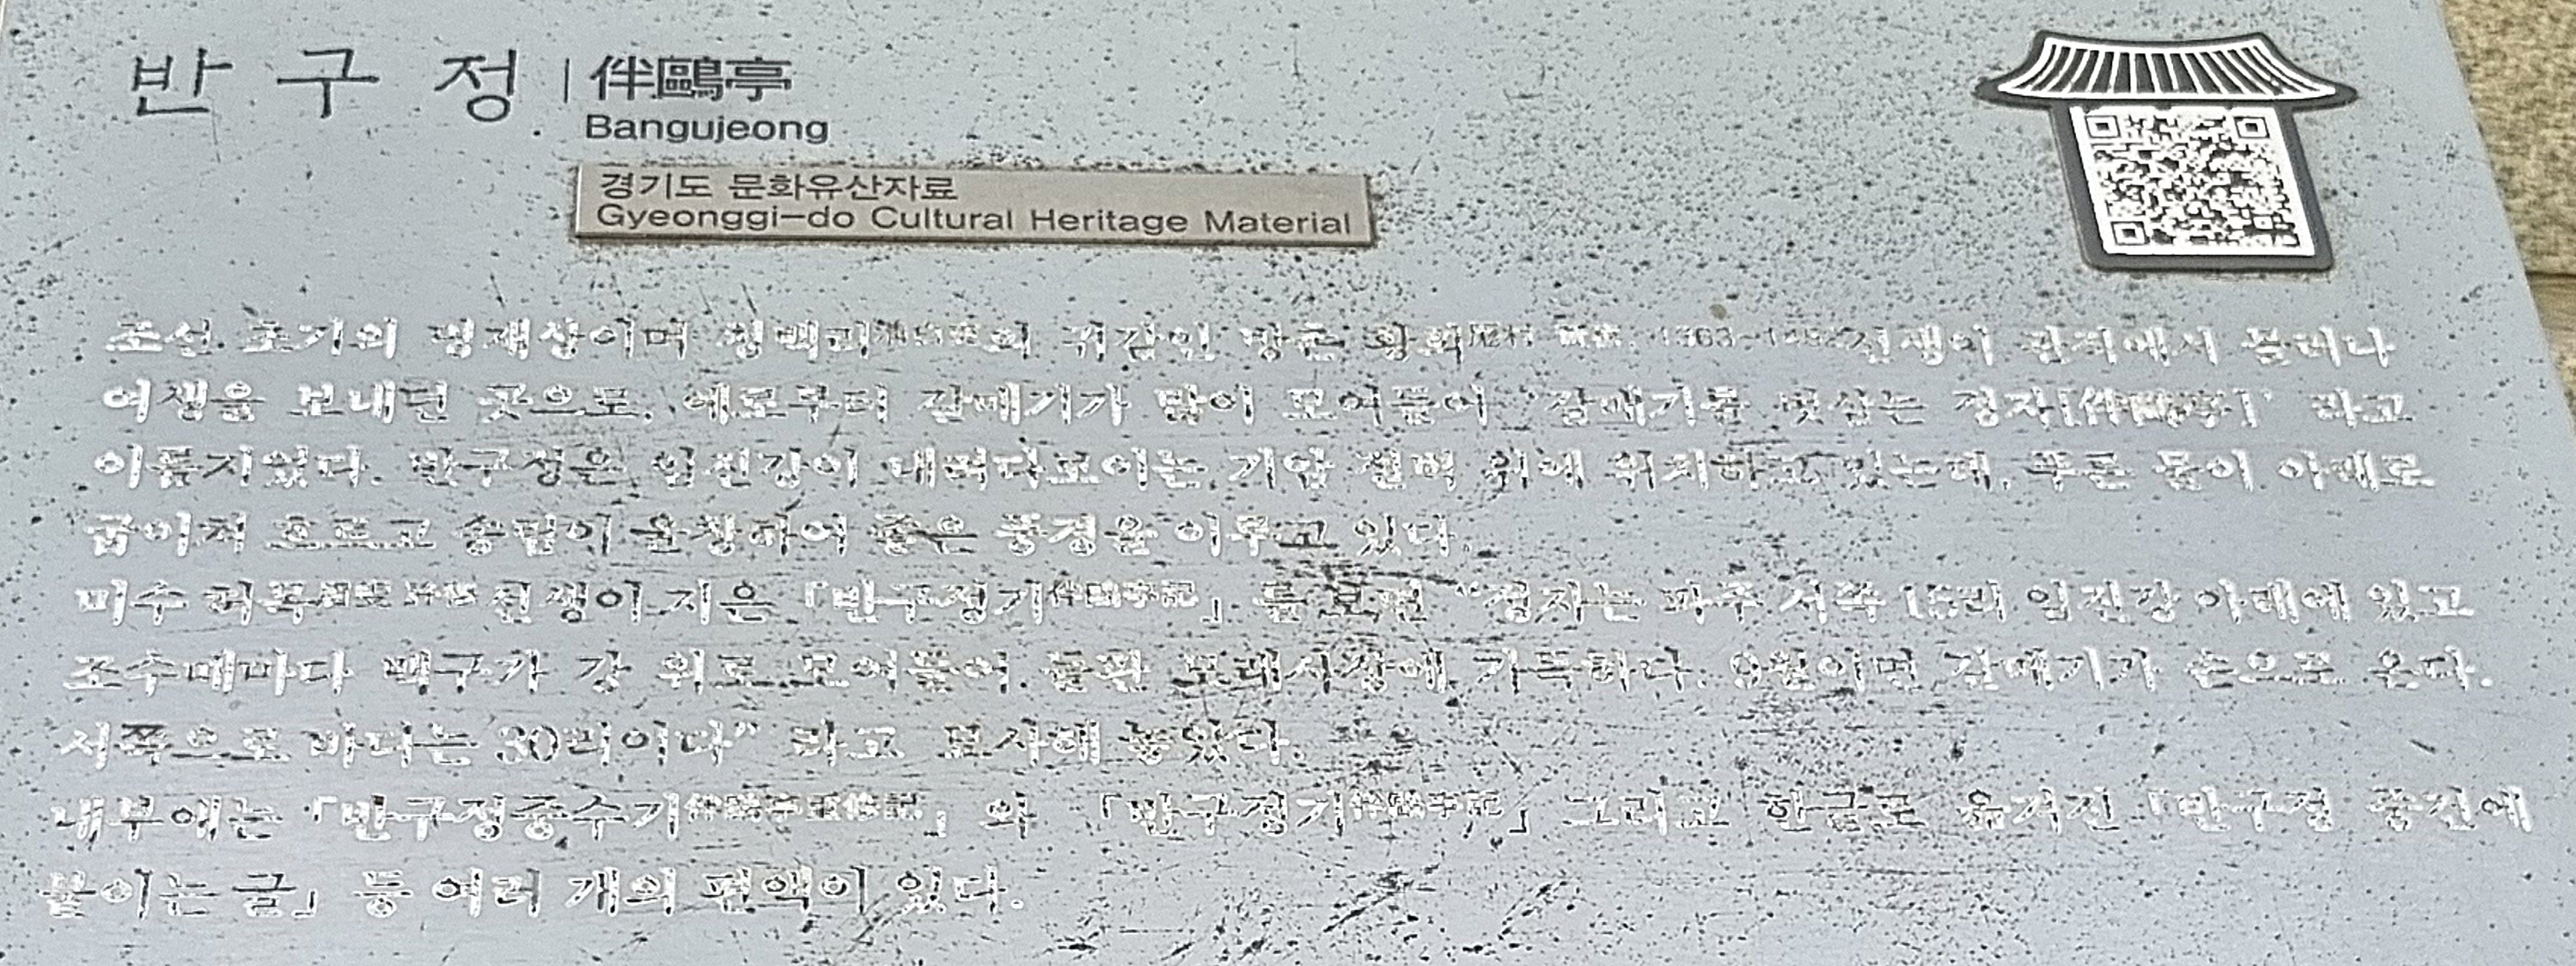 반구정 | 伴鷗亭
Bangujeong
경기도 문화유산자료
Gyeonggi-do Cultural Heritage Material
조선 초기의 명재상이며 청백리의 귀감인 방촌 황희 선생이 관직에서 물러나
여생을 보내던 곳으로, 예로부터 갈매기가 많이 모여들어 '갈매기를 벗삼는 정자[伴鷗亭]' 라고
이름지었다. 반구정은 임진강이 내려다보이는 기암 절벽 위에 위치하고 있는데, 푸른 물이 아래로
굽이쳐 흐르고 송림이 울창하여 좋은 풍경을 이루고 있다.
미수 허목 선생이 지은 「반구정기伴鷗亭記」를 보면 "정자는 파주 서쪽 15리 임진강 아래에 있고
조수때마다 백구가 강 위로 모여들어 들판 모래사장에 가득하다. 9월이면 갈매기가 손으로 온다.
서쪽으로 바다는 30리이다" 라고 묘사해 놓았다.
내부에는 「반구정중수기伴鷗亭重修記」와 「반구정기伴鷗亭記」 그리고 한글로 옮겨진 「반구정 중건에
붙이는 글」 등 여러 개의 편액이 있다.